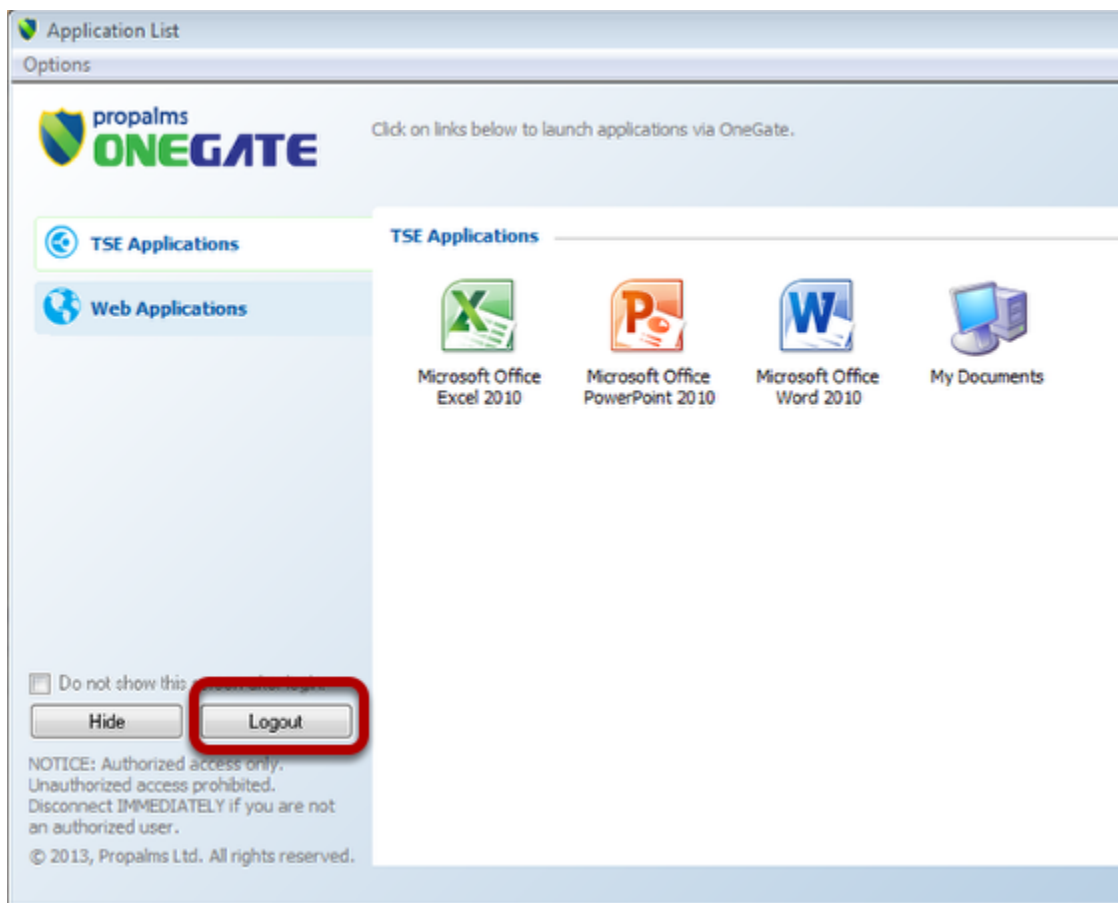 Application List
Options
propalms
ONEGATE
Click on links below to launch applications via OneGate.
TSE Applications
Web Applications
TSE Applications
Microsoft Office
Excel 2010
Microsoft Office
PowerPoint 2010
Microsoft Office
Word 2010
My Documents
Do not show this screen after login.
Hide
Logout
NOTICE: Authorized access only.
Unauthorized access prohibited.
Disconnect IMMEDIATELY if you are not
an authorized user.
© 2013, Propalms Ltd. All rights reserved.